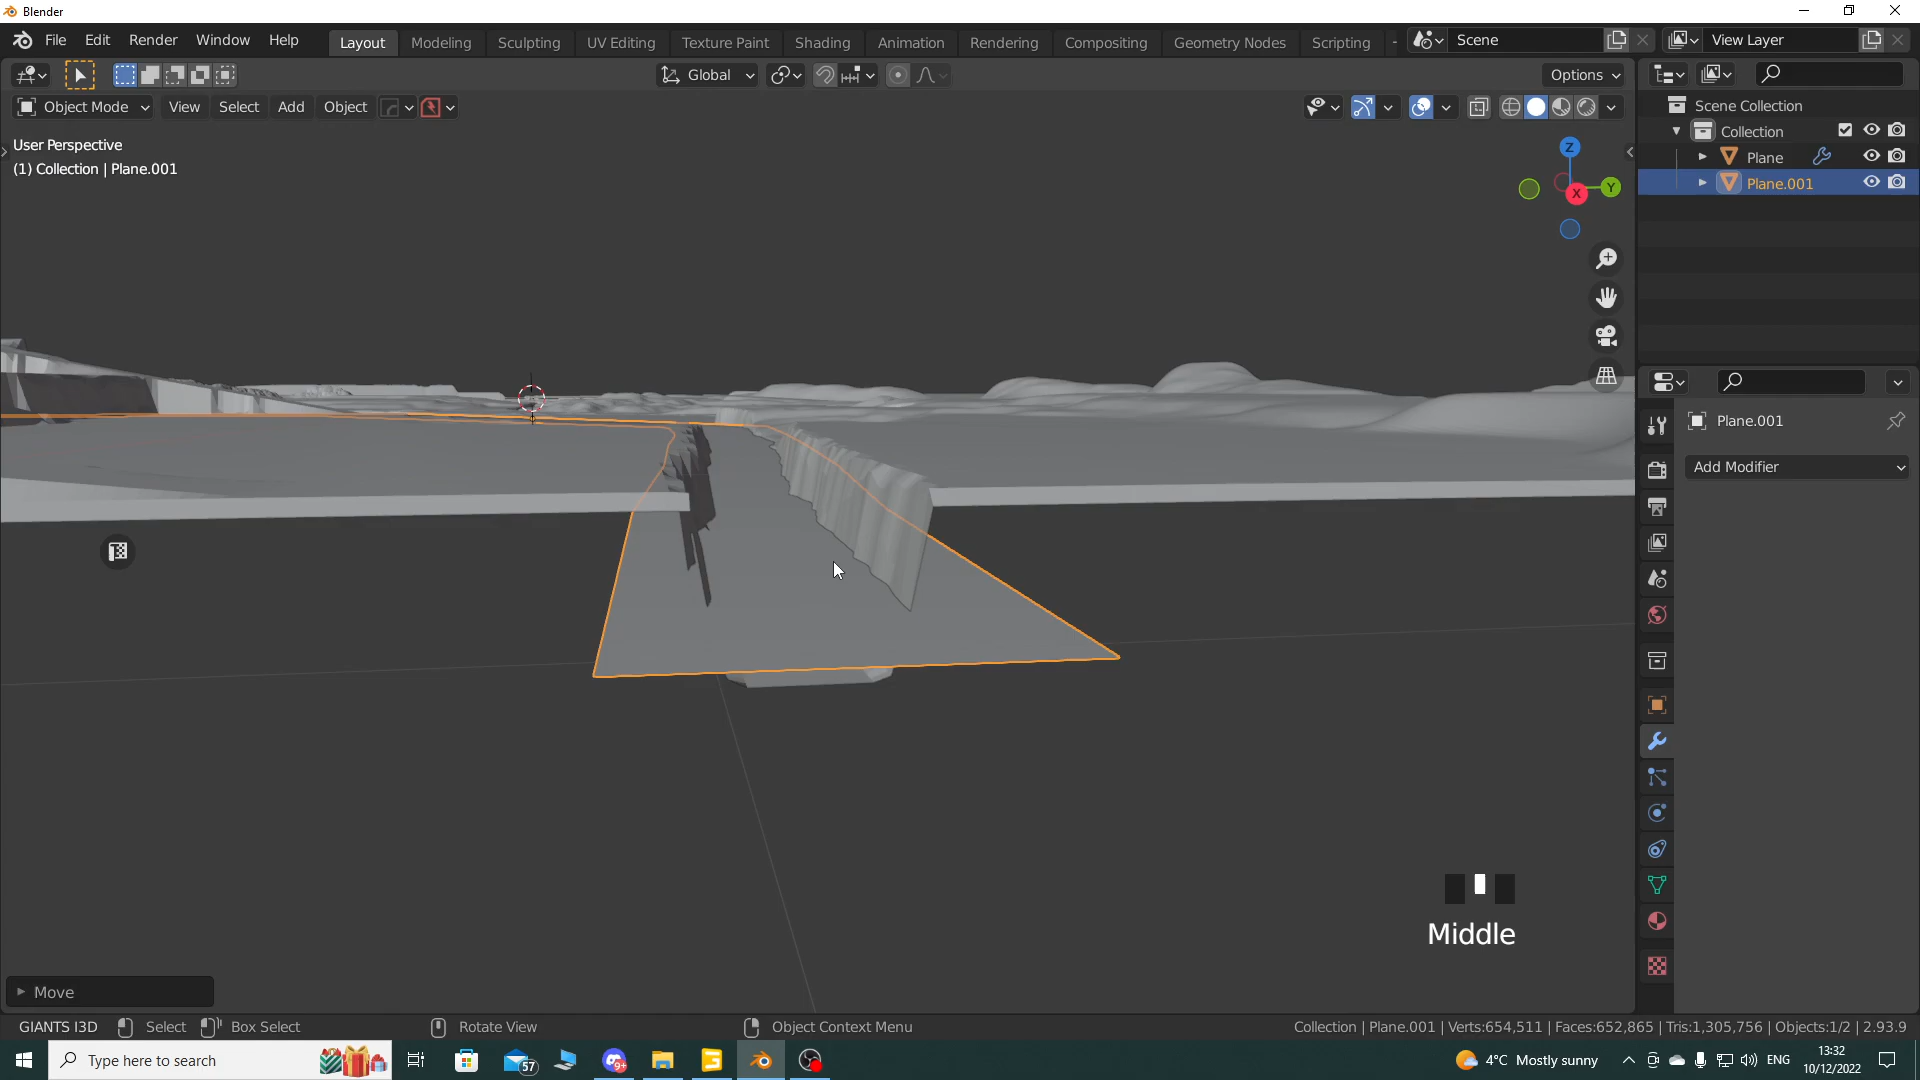 Blender
File Edit Render Window Help Layout Modeling Sculpting UV Editing Texture Paint Shading Animation Rendering Compositing Geometry Nodes Scripting Scene View Layer
Global Options
Object Mode View Select Add Object
User Perspective
(1) Collection | Plane.001
Z
Y
X
Scene Collection
Collection
Plane
Plane.001
Plane.001
Add Modifier
Middle
Move
GIANTS I3D Select Box Select Rotate View Object Context Menu Collection | Plane.001 | Verts:654,511 | Faces:652,865 | Tris:1,305,756 | Objects:1/2 | 2.93.9
Type here to search 57 9+ 4°C Mostly sunny ENG 13:32
10/12/2022